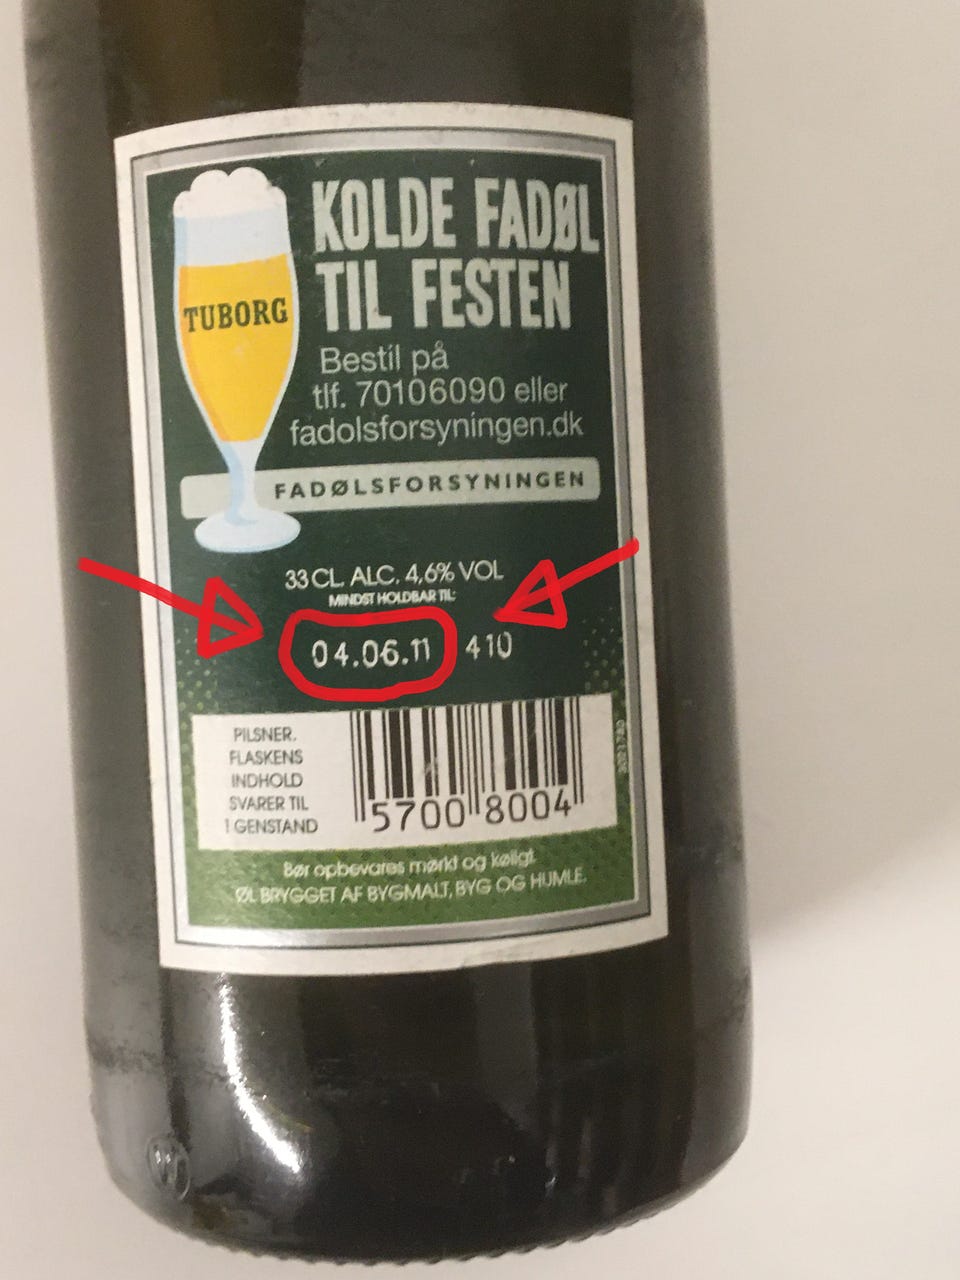 TUBORG
KOLDE FADØL
TIL FESTEN
Bestil på
tlf. 70106090 eller
fadolsforsyningen.dk
FADØLSFORSYNINGEN
33 CL. ALC. 4,6% VOL
MINDST HOLDBAR TIL:
04.06.11 410
PILSNER.
FLASKENS
INDHOLD
SVARER TIL
1 GENSTAND
5700 8004
Bør opbevares mørkt og køligt.
ØL BRYGGET AF BYGMALT, BYG OG HUMLE.